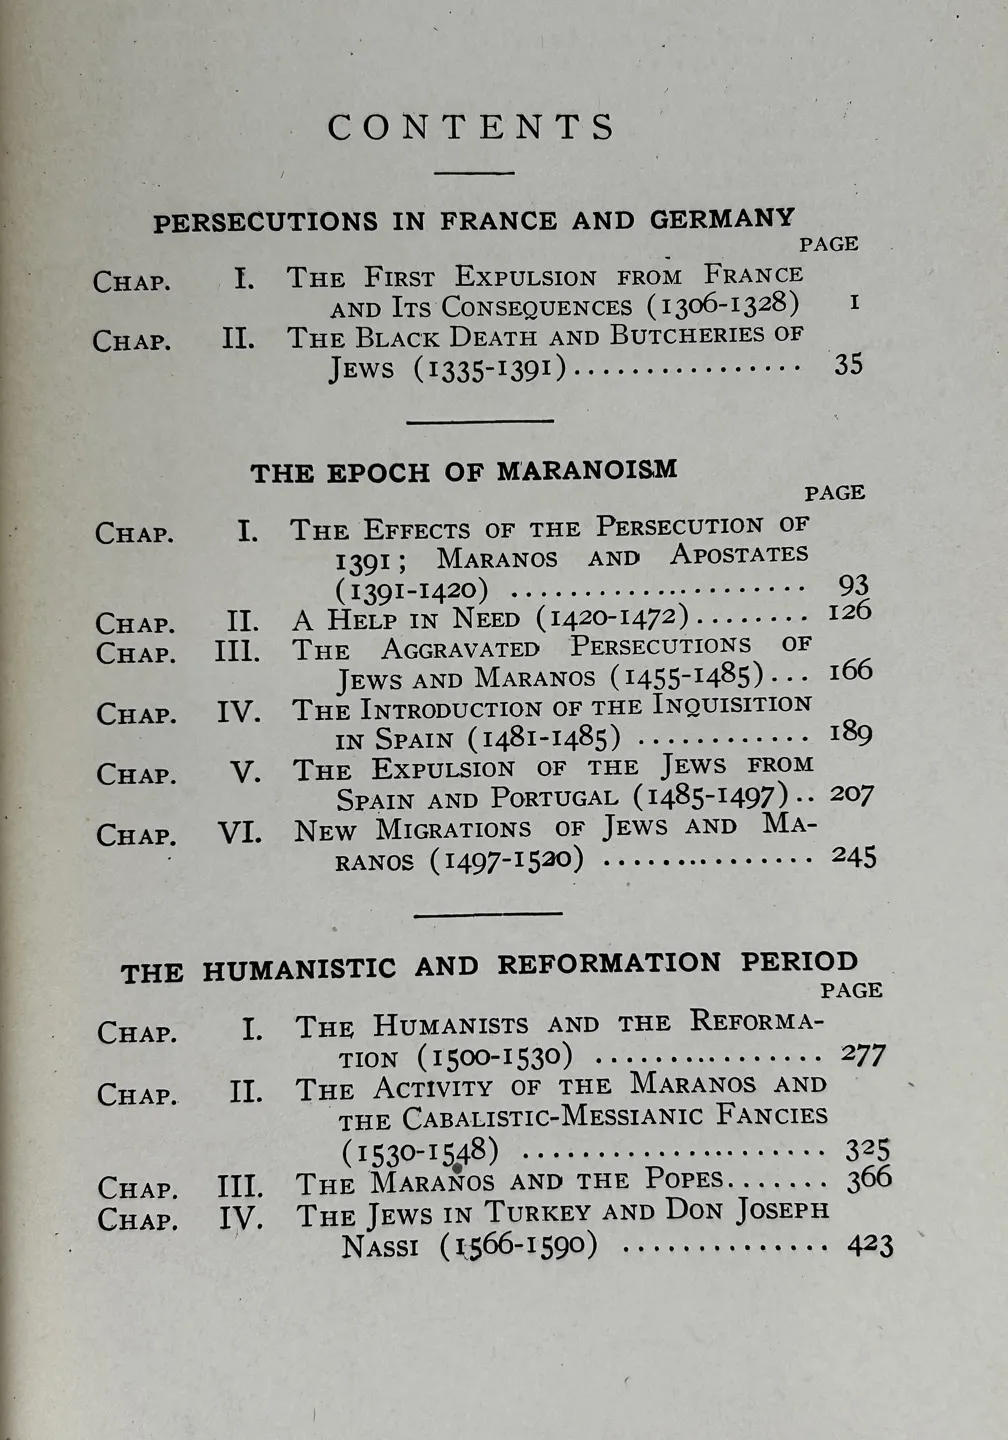 CONTENTS
PERSECUTIONS IN FRANCE AND GERMANY
PAGE
CHAP. I. THE FIRST EXPULSION FROM FRANCE
AND ITS CONSEQUENCES (1306-1328) 1
CHAP. II. THE BLACK DEATH AND BUTCHERIES OF
JEWS (1335-1391)................ 35
THE EPOCH OF MARANOISM
PAGE
CHAP. I. THE EFFECTS OF THE PERSECUTION OF
1391; MARANOS AND APOSTATES
(1391-1420) ...................... 93
CHAP. II. A HELP IN NEED (1420-1472)........ 126
CHAP. III. THE AGGRAVATED PERSECUTIONS OF
JEWS AND MARANOS (1455-1485)... 166
CHAP. IV. THE INTRODUCTION OF THE INQUISITION
IN SPAIN (1481-1485) ............ 189
CHAP. V. THE EXPULSION OF THE JEWS FROM
SPAIN AND PORTUGAL (1485-1497).. 207
CHAP. VI. NEW MIGRATIONS OF JEWS AND MA-
RANOS (1497-1520) ............... 245
THE HUMANISTIC AND REFORMATION PERIOD
PAGE
CHAP. I. THE HUMANISTS AND THE REFORMA-
TION (1500-1530) ................ 277
CHAP. II. THE ACTIVITY OF THE MARANOS AND
THE CABALISTIC-MESSIANIC FANCIES
(1530-1548) ...................... 325
CHAP. III. THE MARANOS AND THE POPES....... 366
CHAP. IV. THE JEWS IN TURKEY AND DON JOSEPH
NASSI (1566-1590) .............. 423